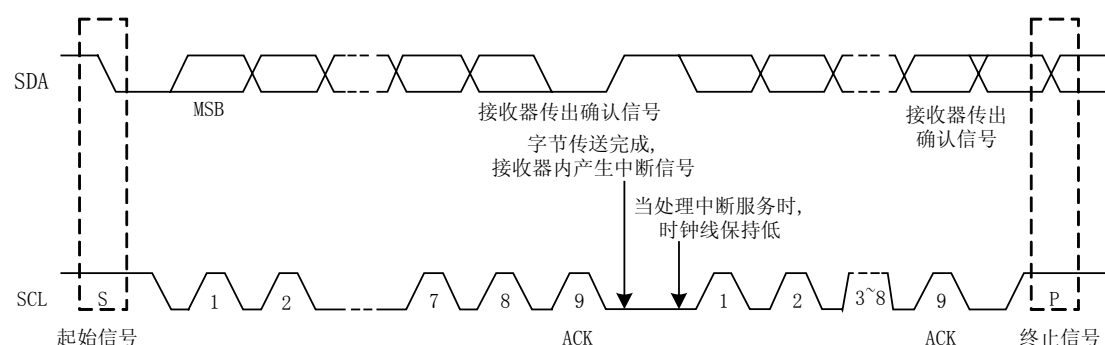 SDA
MSB
接收器传出确认信号
接收器传出
确认信号
字节传送完成,
接收器内产生中断信号
当处理中断服务时,
时钟线保持低
SCL
S
1
2
7
8
9
1
2
3~8
9
P
起始信号
ACK
ACK
终止信号